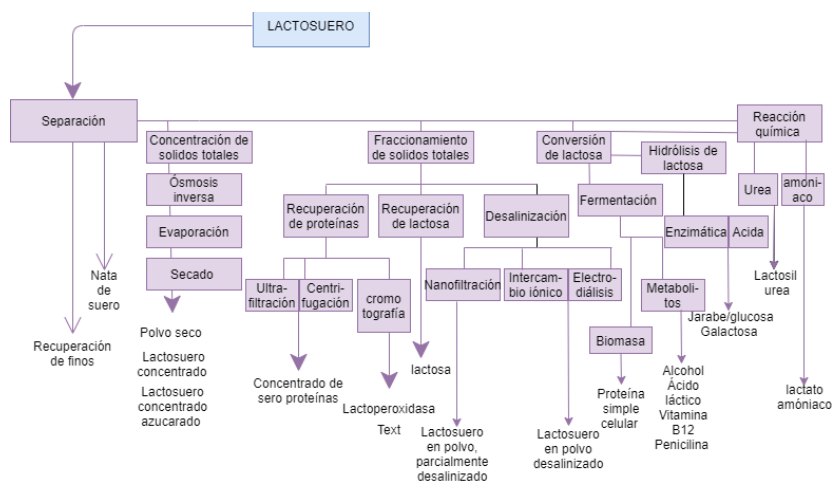 LACTOSUERO
Separación
Concentración de
solidos totales
Fraccionamiento
de solidos totales
Conversión
de lactosa
Reacción
química
Hidrólisis de
lactosa
Ósmosis
inversa
Evaporación
Secado
Recuperación
de proteínas
Recuperación
de lactosa
Desalinización
Fermentación
Urea
amoni-
aco
Enzimática
Acida
Ultra-
filtración
Centri-
fugación
cromo
tografía
Nanofiltración
Intercam-
bio iónico
Electro-
diálisis
Metaboli-
tos
Biomasa
Nata
de
suero
Recuperación
de finos
Polvo seco
Lactosuero
concentrado
Lactosuero
concentrado
azucarado
Concentrado de
sero proteínas
Lactoperoxidasa
Text
lactosa
Lactosuero
en polvo,
parcialmente
desalinizado
Lactosuero
en polvo
desalinizado
Proteína
simple
celular
Alcohol
Ácido
láctico
Vitamina
B12
Penicilina
Jarabe/glucosa
Galactosa
Lactosil
urea
lactato
amóniaco